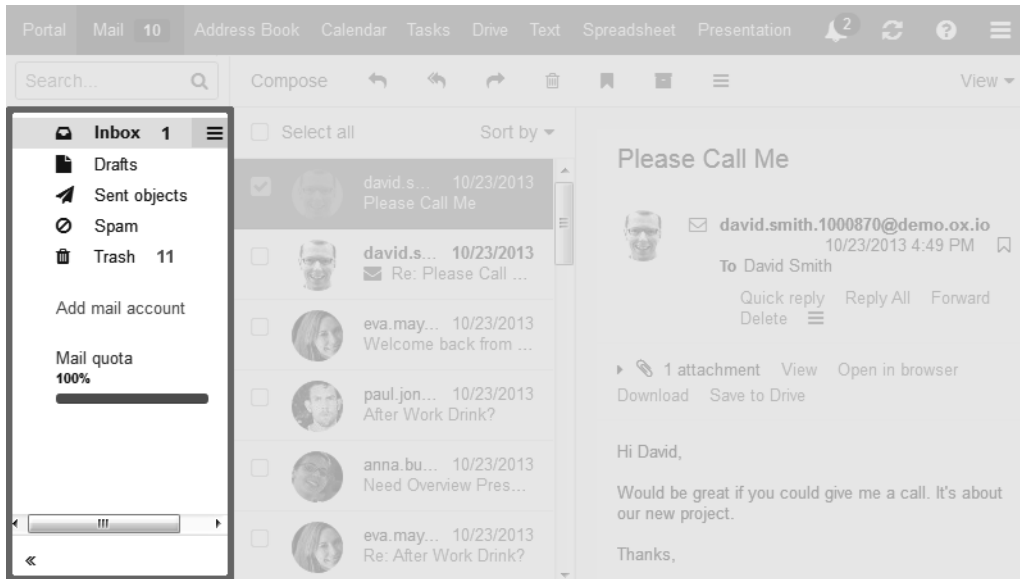 Portal Mail 10 Address Book Calendar Tasks Drive Text Spreadsheet Presentation 2
Search... Compose View
Inbox 1
Drafts
Sent objects
Spam
Trash 11
Add mail account
Mail quota
100%
Select all Sort by
david.s... 10/23/2013
Please Call Me
david.s... 10/23/2013
Re: Please Call ...
eva.may... 10/23/2013
Welcome back from ...
paul.jon... 10/23/2013
After Work Drink?
anna.bu... 10/23/2013
Need Overview Pres...
eva.may... 10/23/2013
Re: After Work Drink?
Please Call Me
david.smith.1000870@demo.ox.io
10/23/2013 4:49 PM
To David Smith
Quick reply Reply All Forward
Delete
1 attachment View Open in browser
Download Save to Drive
Hi David,
Would be great if you could give me a call. It's about
our new project.
Thanks,